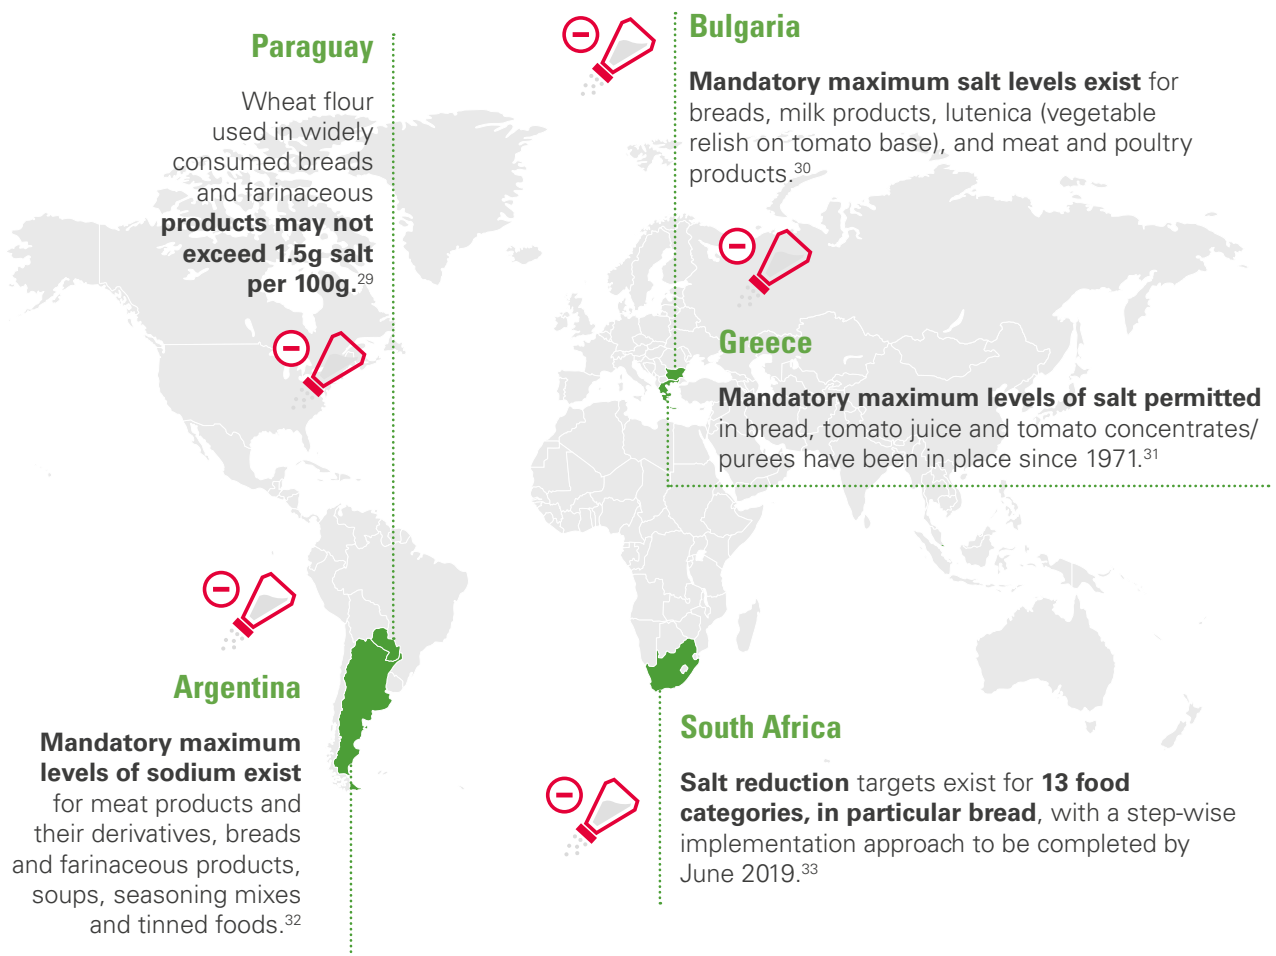 Paraguay
Wheat flour
used in widely
consumed breads
and farinaceous
products may not
exceed 1.5g salt
per 100g.29
Bulgaria
Mandatory maximum salt levels exist for
breads, milk products, lutenica (vegetable
relish on tomato base), and meat and poultry
products.30
Greece
Mandatory maximum levels of salt permitted
in bread, tomato juice and tomato concentrates/
purees have been in place since 1971.31
Argentina
Mandatory maximum
levels of sodium exist
for meat products and
their derivatives, breads
and farinaceous products,
soups, seasoning mixes
and tinned foods.32
South Africa
Salt reduction targets exist for 13 food
categories, in particular bread, with a step-wise
implementation approach to be completed by
June 2019.33